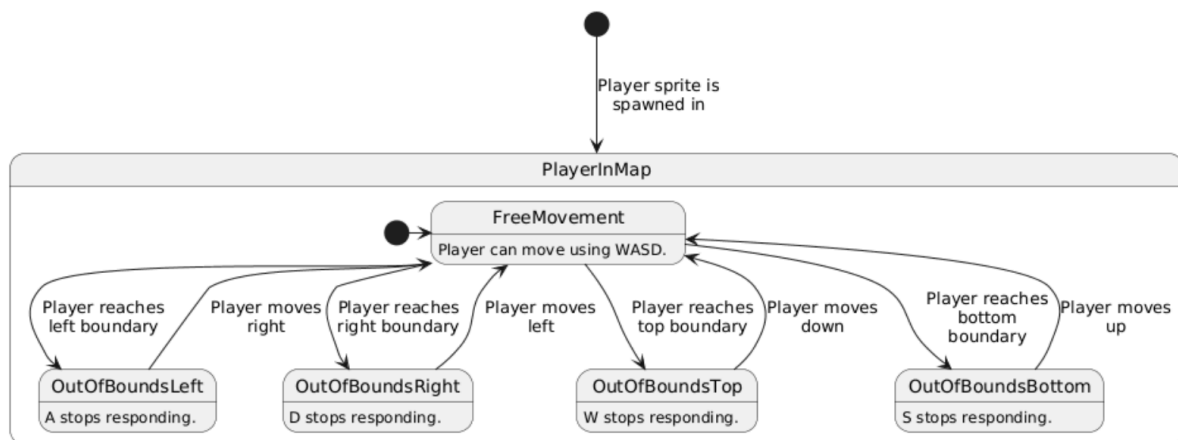 Player sprite is
spawned in
PlayerInMap
FreeMovement
Player can move using WASD.
Player reaches
left boundary
Player moves
right
Player reaches
right boundary
Player moves
left
Player reaches
top boundary
Player moves
down
Player reaches
bottom
boundary
Player moves
up
OutOfBoundsLeft
A stops responding.
OutOfBoundsRight
D stops responding.
OutOfBoundsTop
W stops responding.
OutOfBoundsBottom
S stops responding.